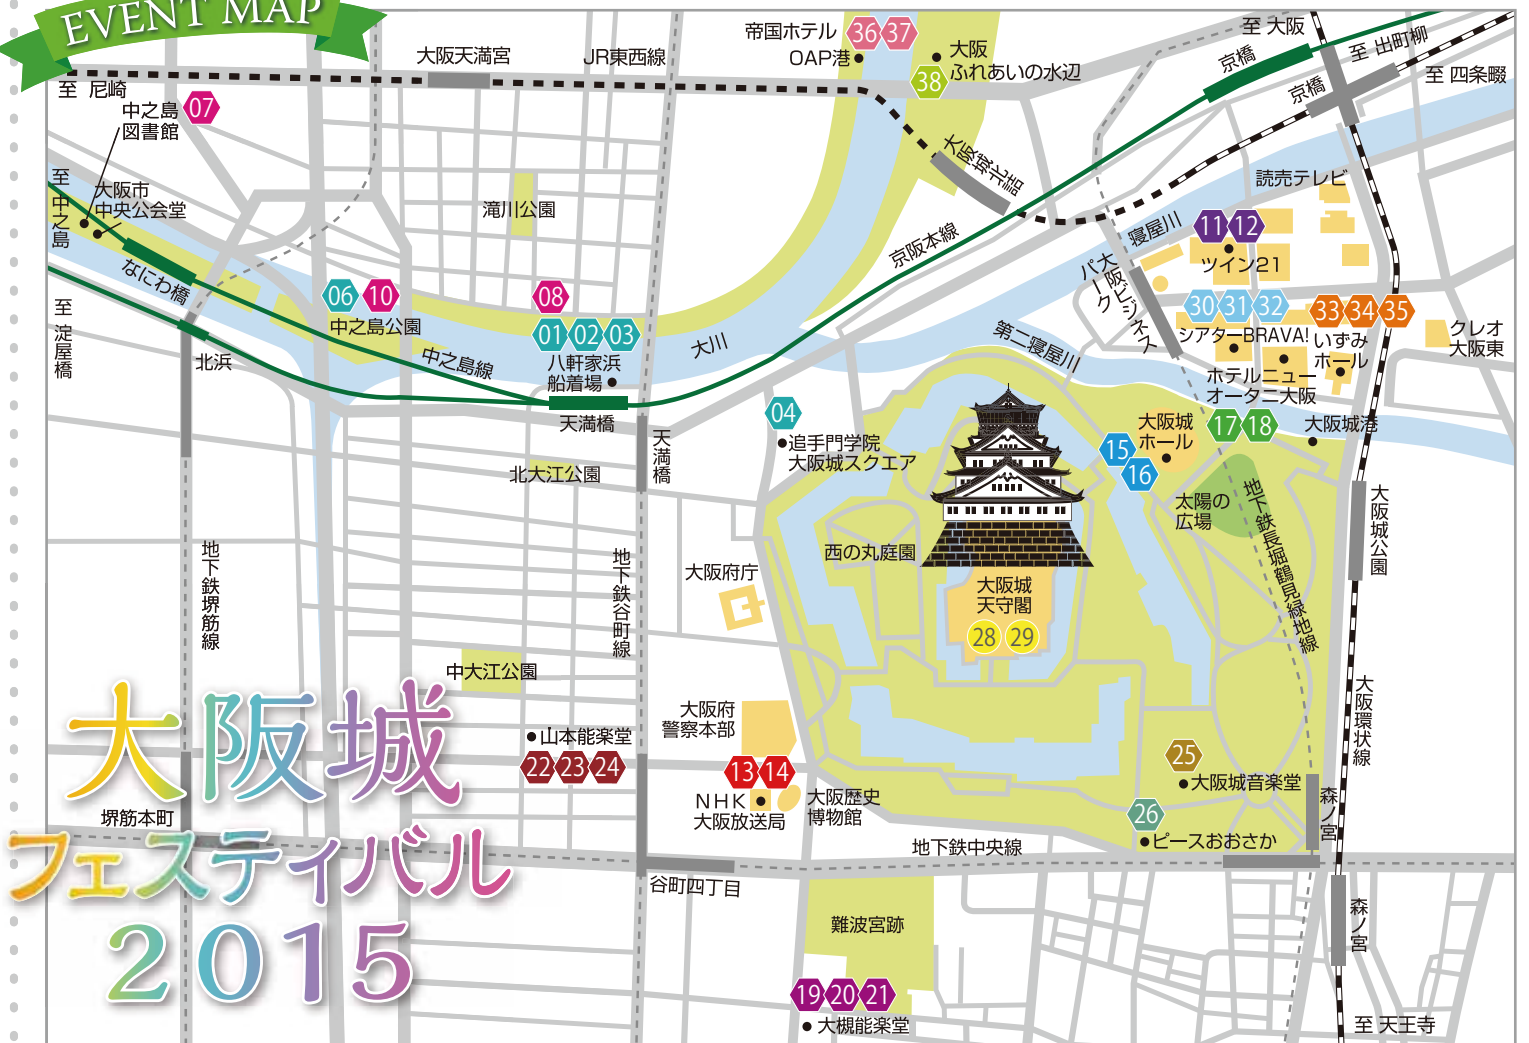 EVENT MAP
帝国ホテル
36 37
OAP港
大阪
ふれあいの水辺
38
至 大阪
京橋
至 出町柳
京橋
至 四条畷
大阪天満宮
JR東西線
至 尼崎
中之島
図書館
07
至 中之島
大阪市
中央公会堂
滝川公園
大阪城北詰
読売テレビ
京阪本線
寝屋川
11 12
ツイン21
大阪ビジネス
パーク
なにわ橋
06 10
中之島公園
08
01 02 03
八軒家浜
船着場
大川
第二寝屋川
30 31 32
33 34 35
シアターBRAVA!
いずみ
ホール
クレオ
大阪東
ホテルニュー
オータニ大阪
至 淀屋橋
北浜
中之島線
天満橋
天満橋
04
追手門学院
大阪城スクエア
大阪城
ホール
15
16
17 18
大阪城港
北大江公園
太陽の
広場
地下鉄長堀鶴見緑地線
大阪城公園
地下鉄堺筋線
地下鉄谷町線
西の丸庭園
大阪府庁
大阪城
天守閣
28 29
中大江公園
大阪府
警察本部
大阪環状線
山本能楽堂
22 23 24
13 14
NHK
大阪放送局
大阪歴史
博物館
25
大阪城音楽堂
26
ピースおおさか
森ノ宮
堺筋本町
地下鉄中央線
谷町四丁目
森ノ宮
難波宮跡
19 20 21
大槻能楽堂
至 天王寺
大阪城
フェスティバル
2015